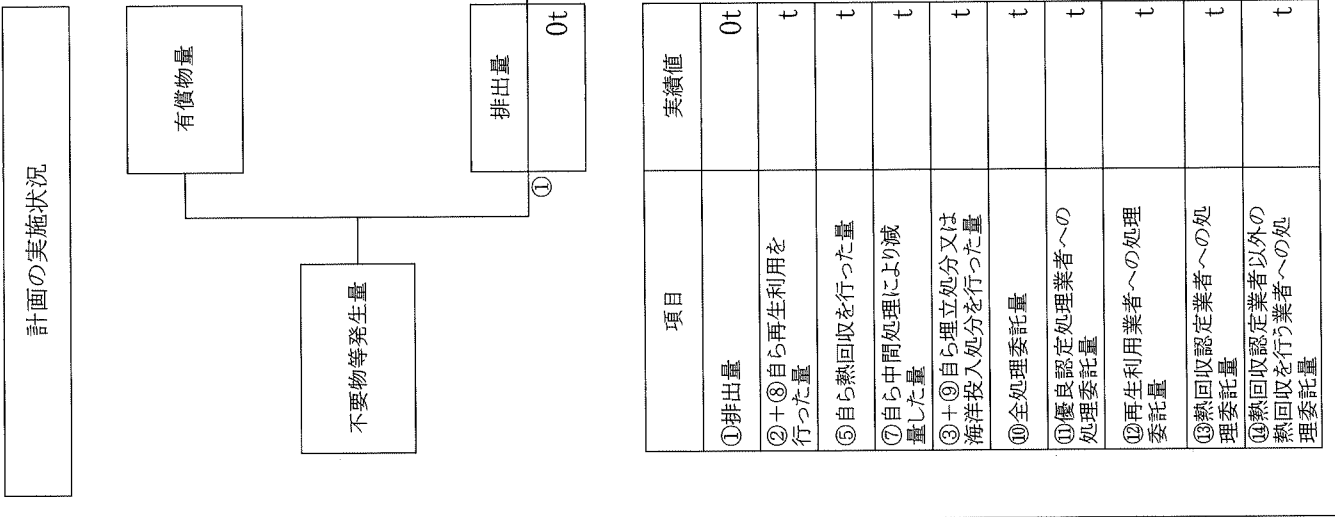 計画の実施状況
有償物量
不要物等発生量
排出量
①
0t
項目
実績値
①排出量
0t
②+⑧自ら再生利用を
行った量
t
⑤自ら熱回収を行った量
t
⑦自ら中間処理により減
量した量
t
③+⑨自ら埋立処分又は
海洋投入処分を行った量
t
⑩全処理委託量
t
⑪優良認定処理業者への
処理委託量
t
⑫再生利用業者への処理
委託量
t
⑬熱回収認定業者への処
理委託量
t
⑭熱回収認定業者以外の
熱回収を行う業者への処
理委託量
t